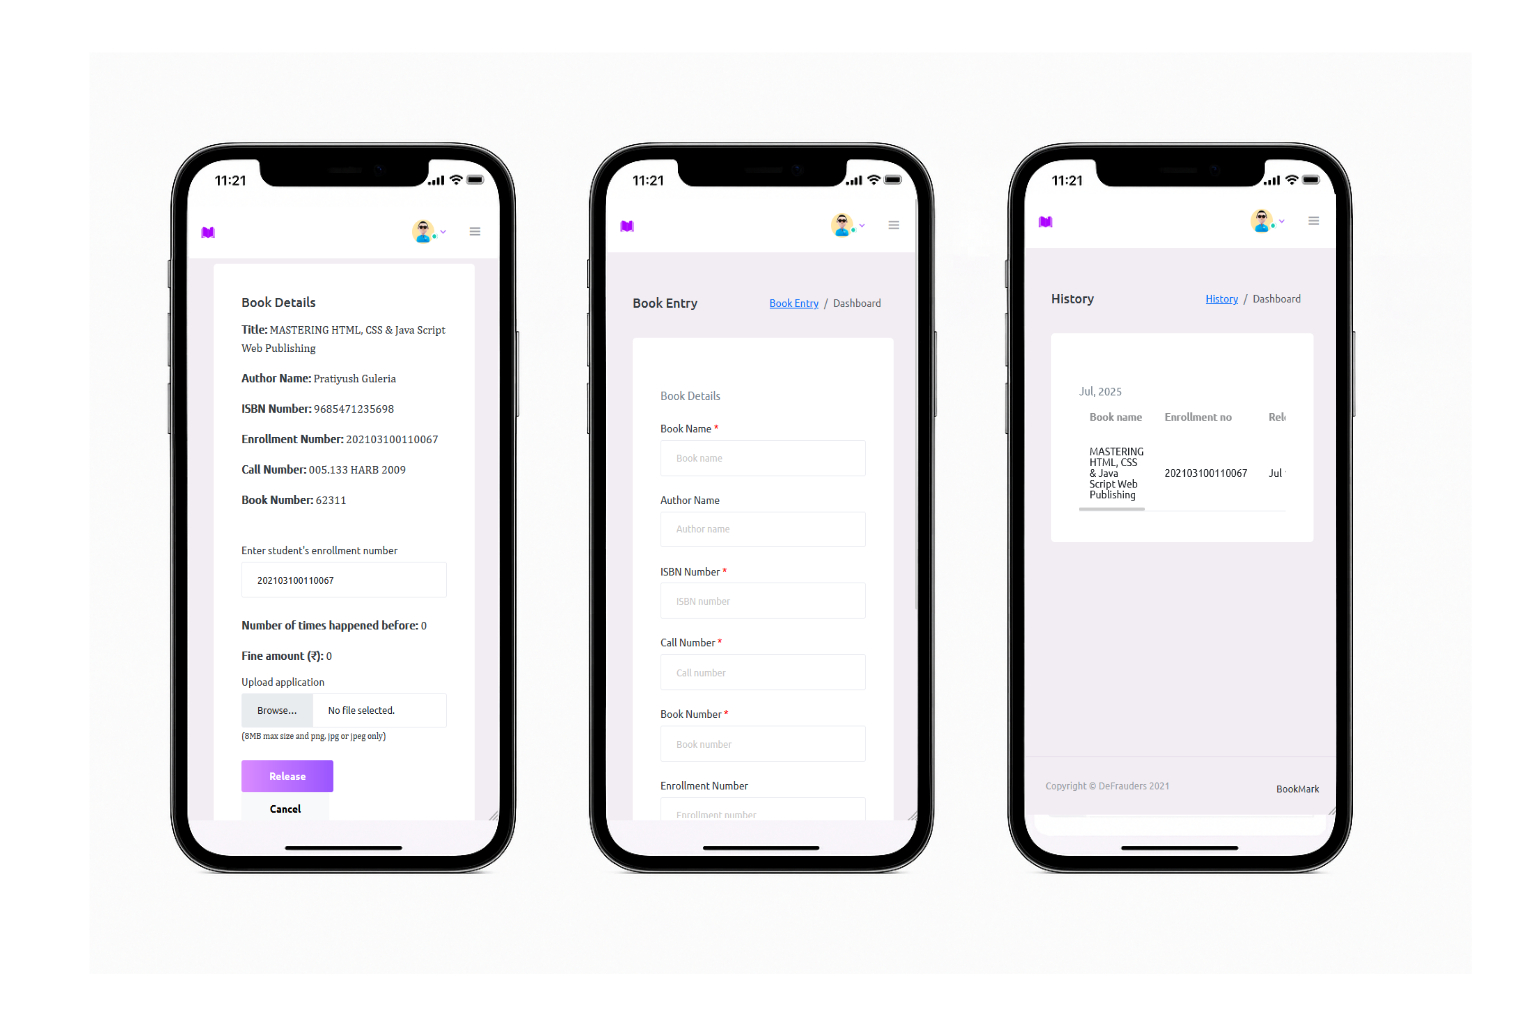 11:21
Book Details
Title: MASTERING HTML, CSS & Java Script
Web Publishing
Author Name: Pratiyush Guleria
ISBN Number: 9685471235698
Enrollment Number: 202103100110067
Call Number: 005.133 HARB 2009
Book Number: 62311
Enter student's enrollment number
202103100110067
Number of times happened before: 0
Fine amount (₹): 0
Upload application
Browse... No file selected.
(8MB max size and png, jpg or jpeg only)
Release
Cancel
11:21
Book Entry
Book Entry / Dashboard
Book Details
Book Name *
Book name
Author Name
Author name
ISBN Number *
ISBN number
Call Number *
Call number
Book Number *
Book number
Enrollment Number
Enrollment number
11:21
History
History / Dashboard
Jul, 2025
Book name Enrollment no Rele
MASTERING
HTML, CSS
& Java
Script Web
Publishing
202103100110067 Jul
Copyright © DeFrauders 2021
BookMark